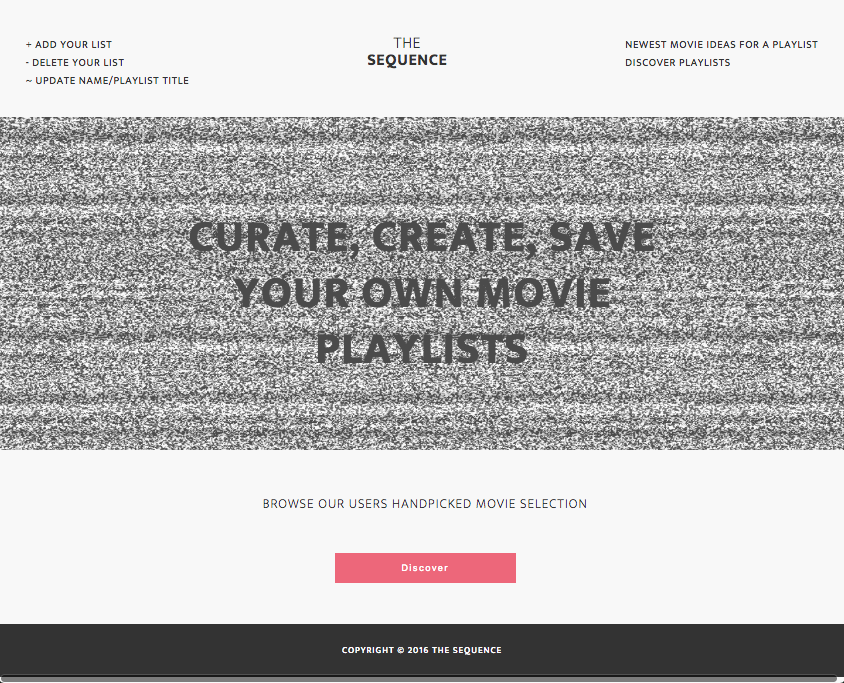 + ADD YOUR LIST
- DELETE YOUR LIST
~ UPDATE NAME/PLAYLIST TITLE
THE
SEQUENCE
NEWEST MOVIE IDEAS FOR A PLAYLIST
DISCOVER PLAYLISTS
CURATE, CREATE, SAVE
YOUR OWN MOVIE
PLAYLISTS
BROWSE OUR USERS HANDPICKED MOVIE SELECTION
Discover
COPYRIGHT © 2016 THE SEQUENCE